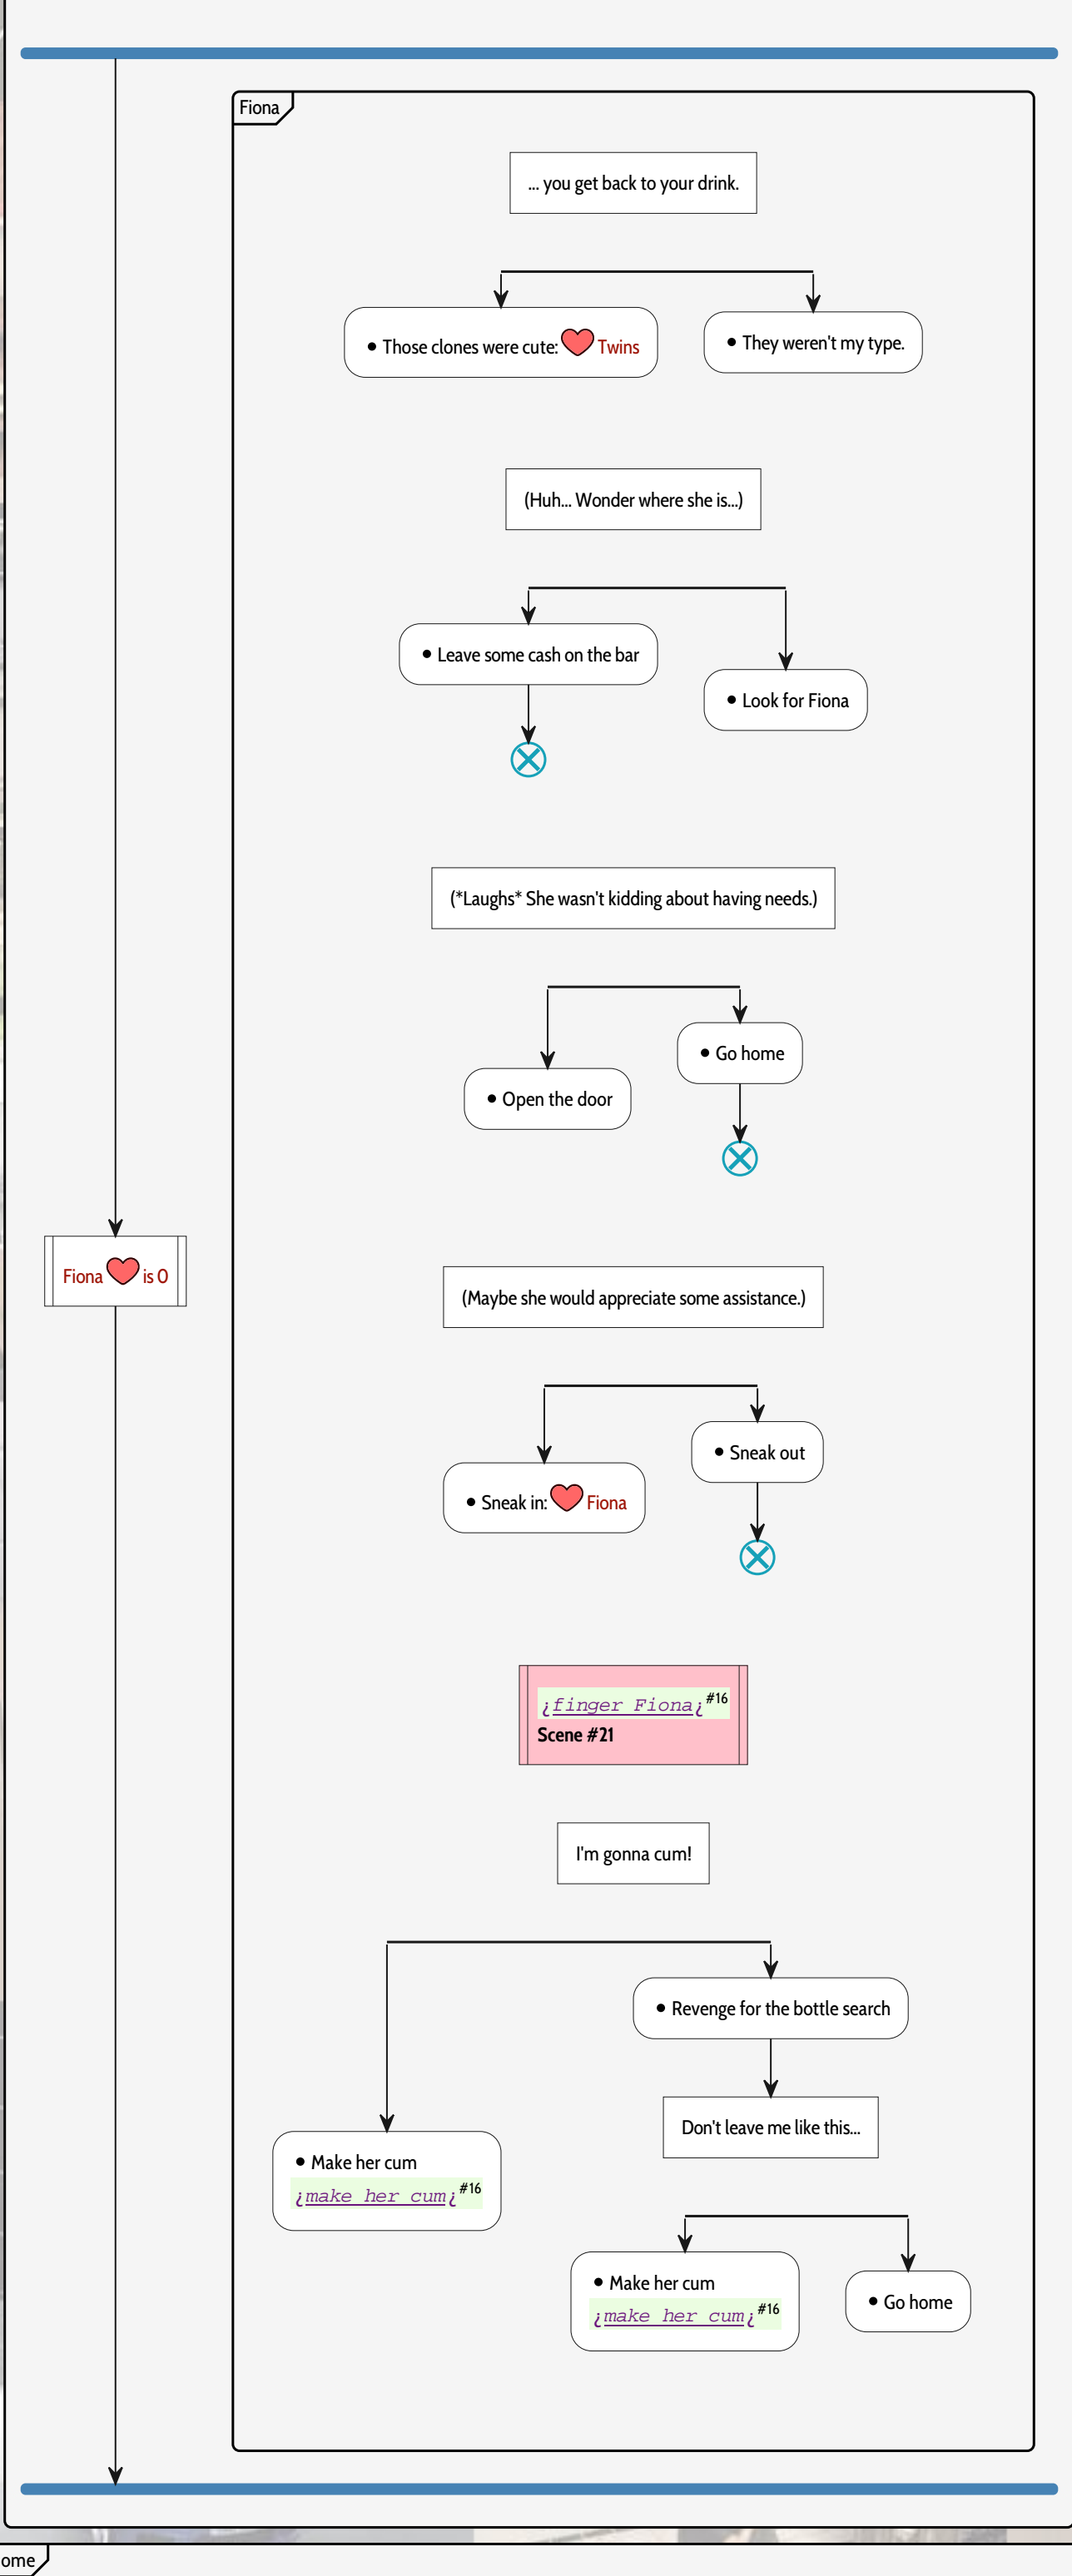 Fiona
... you get back to your drink.
• Those clones were cute: Twins
• They weren't my type.
(Huh... Wonder where she is...)
• Leave some cash on the bar
• Look for Fiona
(*Laughs* She wasn't kidding about having needs.)
• Go home
• Open the door
Fiona is 0
(Maybe she would appreciate some assistance.)
• Sneak out
• Sneak in: Fiona
¿finger Fiona¿#16
Scene #21
I'm gonna cum!
• Revenge for the bottle search
Don't leave me like this...
• Make her cum
¿make her cum¿#16
• Make her cum
¿make her cum¿#16
• Go home
ome